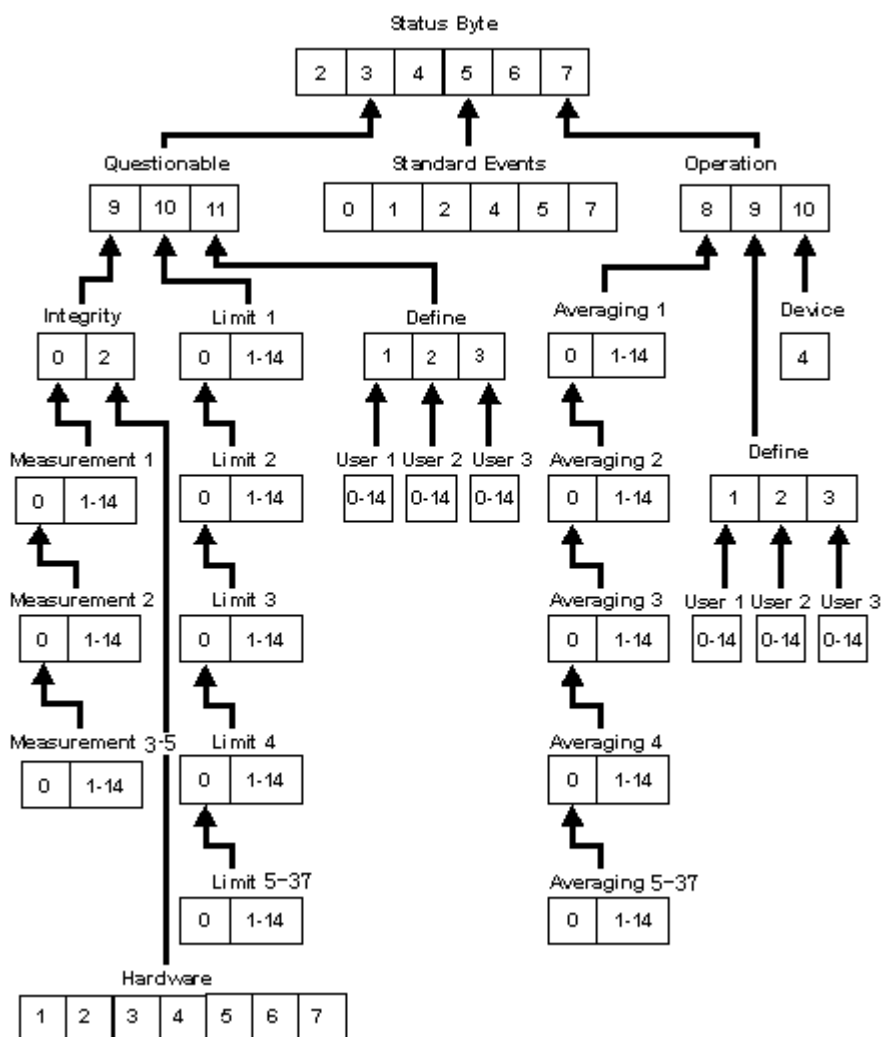 Status Byte
2 3 4 5 6 7
Questionable Standard Events Operation
9 10 11 0 1 2 4 5 7 8 9 10
Integrity Limit 1 Define Averaging 1 Device
0 2 0 1-14 1 2 3 0 1-14 4
Measurement 1 Limit 2 User 1 User 2 User 3 Averaging 2 Define
0 1-14 0 1-14 0-14 0-14 0-14 0 1-14 1 2 3
Measurement 2 Limit 3 Averaging 3 User 1 User 2 User 3
0 1-14 0 1-14 0 1-14 0-14 0-14 0-14
Measurement 3-5 Limit 4 Averaging 4
0 1-14 0 1-14 0 1-14
Limit 5-37 Averaging 5-37
0 1-14 0 1-14
Hardware
1 2 3 4 5 6 7